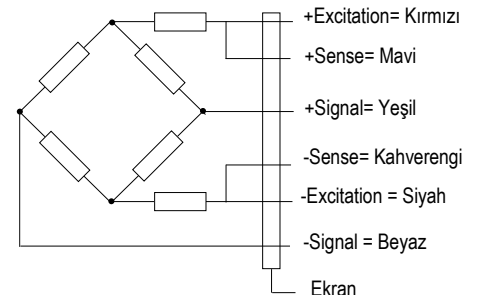 +Excitation= Kırmızı
+Sense= Mavi
+Signal= Yeşil
-Sense= Kahverengi
-Excitation = Siyah
-Signal = Beyaz
Ekran